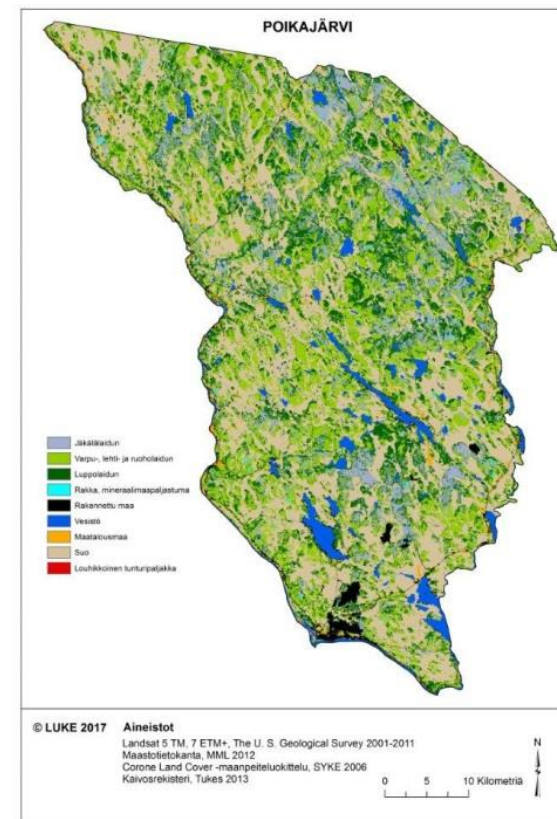 POIKAJÄRVI
Jäkälälaidun
Varpu-, lehti- ja ruoholaidun
Luppolaidun
Rakka, mineraalimaapaljastuma
Rakennettu maa
Vesistö
Maatalousmaa
Suo
Louhikkoinen tunturipaljakka
© LUKE 2017 Aineistot
Landsat 5 TM, 7 ETM+, The U. S. Geological Survey 2001-2011
Maastotietokanta, MML 2012
Corone Land Cover -maanpeiteluokittelu, SYKE 2006
Kaivosrekisteri, Tukes 2013
N
0 5 10 Kilometriä